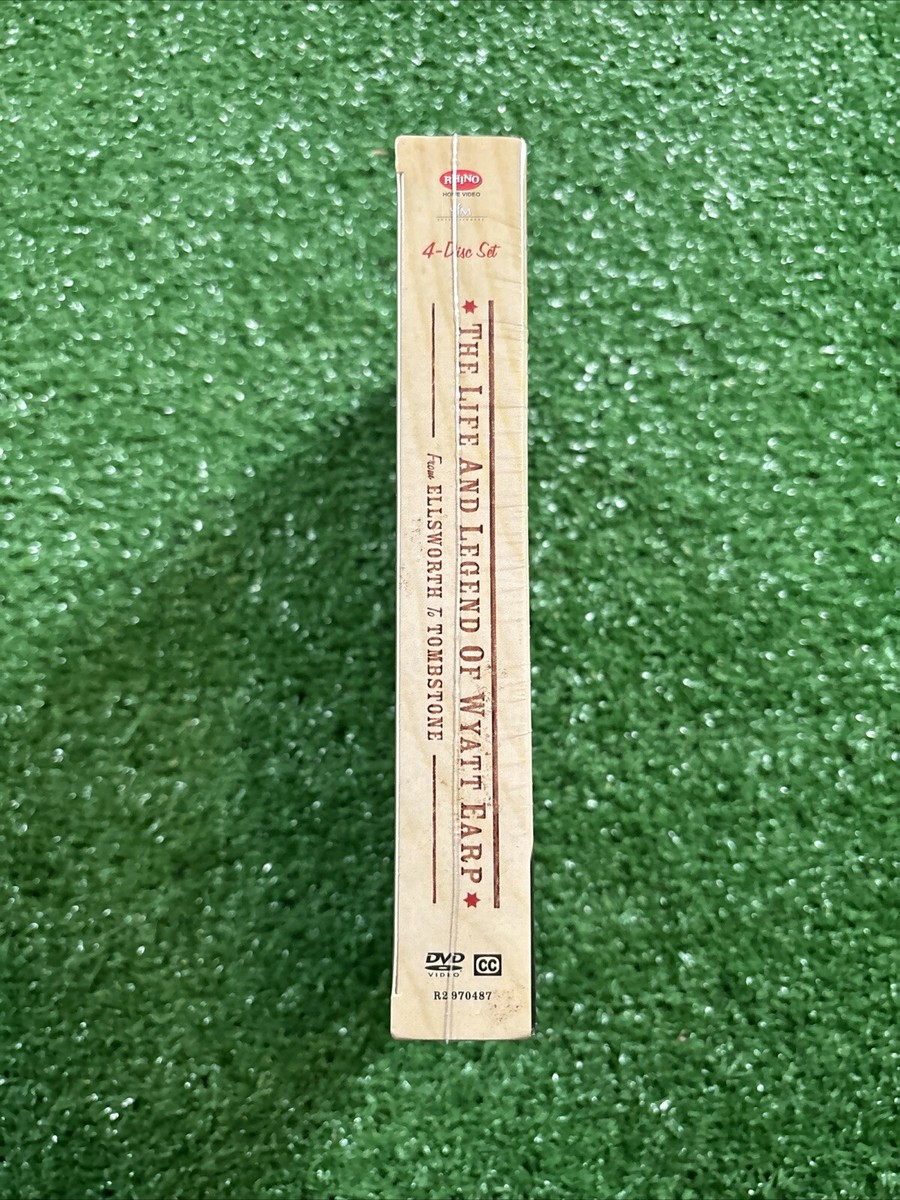 RHINO
HOME VIDEO
4-Disc Set
THE LIFE AND LEGEND OF WYATT EARP
From ELLSWORTH To TOMBSTONE
DVD
VIDEO
CC
R2 970487